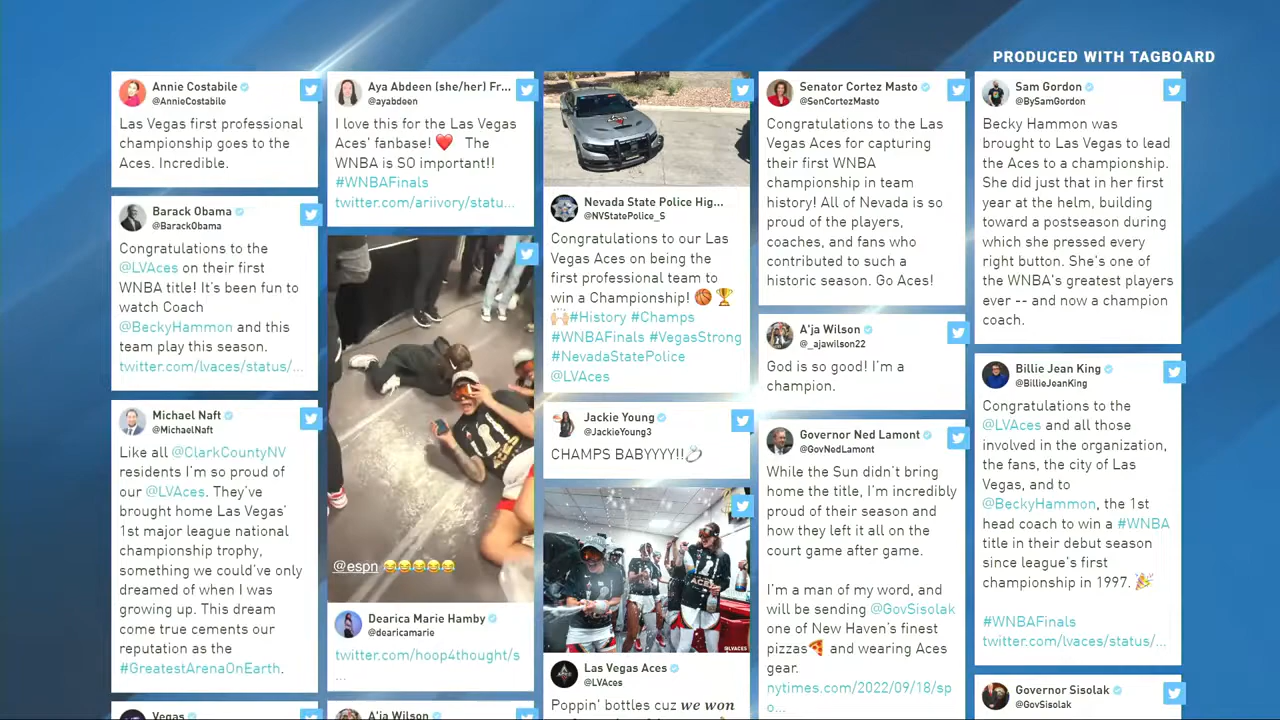 PRODUCED WITH TAGBOARD
Annie Costabile
@AnnieCostabile
Las Vegas first professional
championship goes to the
Aces. Incredible.
Barack Obama
@BarackObama
Congratulations to the
@LVAces on their first
WNBA title! It's been fun to
watch Coach
@BeckyHammon and this
team play this season.
twitter.com/lvaces/status/...
Michael Naft
@MichaelNaft
Like all @ClarkCountyNV
residents I'm so proud of
our @LVAces. They've
brought home Las Vegas'
1st major league national
championship trophy,
something we could've only
dreamed of when I was
growing up. This dream
come true cements our
reputation as the
#GreatestArenaOnEarth.
Vegas
Aya Abdeen (she/her) Fr...
@ayabdeen
I love this for the Las Vegas
Aces' fanbase! ❤️ The
WNBA is SO important!!
#WNBAFinals
twitter.com/ariivory/statu...
@espn 😂😂😂😂😂
Dearica Marie Hamby
@dearicamarie
twitter.com/hoop4thought/s
...
A'ja Wilson
Nevada State Police Hig...
@NVStatePolice_S
Congratulations to our Las
Vegas Aces on being the
first professional team to
win a Championship! 🏀🏆
🙌🏼#History #Champs
#WNBAFinals #VegasStrong
#NevadaStatePolice
@LVAces
Jackie Young
@JackieYoung3
CHAMPS BABYYYY!!💍
ACES
@LVACES
Las Vegas Aces
@LVAces
Poppin' bottles cuz we won
Senator Cortez Masto
@SenCortezMasto
Congratulations to the Las
Vegas Aces for capturing
their first WNBA
championship in team
history! All of Nevada is so
proud of the players,
coaches, and fans who
contributed to such a
historic season. Go Aces!
A'ja Wilson
@_ajawilson22
God is so good! I'm a
champion.
Governor Ned Lamont
@GovNedLamont
While the Sun didn't bring
home the title, I'm incredibly
proud of their season and
how they left it all on the
court game after game.
I'm a man of my word, and
will be sending @GovSisolak
one of New Haven's finest
pizzas🍕 and wearing Aces
gear.
nytimes.com/2022/09/18/sp
o...
Sam Gordon
@BySamGordon
Becky Hammon was
brought to Las Vegas to lead
the Aces to a championship.
She did just that in her first
year at the helm, building
toward a postseason during
which she pressed every
right button. She's one of
the WNBA's greatest players
ever -- and now a champion
coach.
Billie Jean King
@BillieJeanKing
Congratulations to the
@LVAces and all those
involved in the organization,
the fans, the city of Las
Vegas, and to
@BeckyHammon, the 1st
head coach to win a #WNBA
title in their debut season
since league's first
championship in 1997. 🎉
#WNBAFinals
twitter.com/lvaces/status/...
Governor Sisolak
@GovSisolak